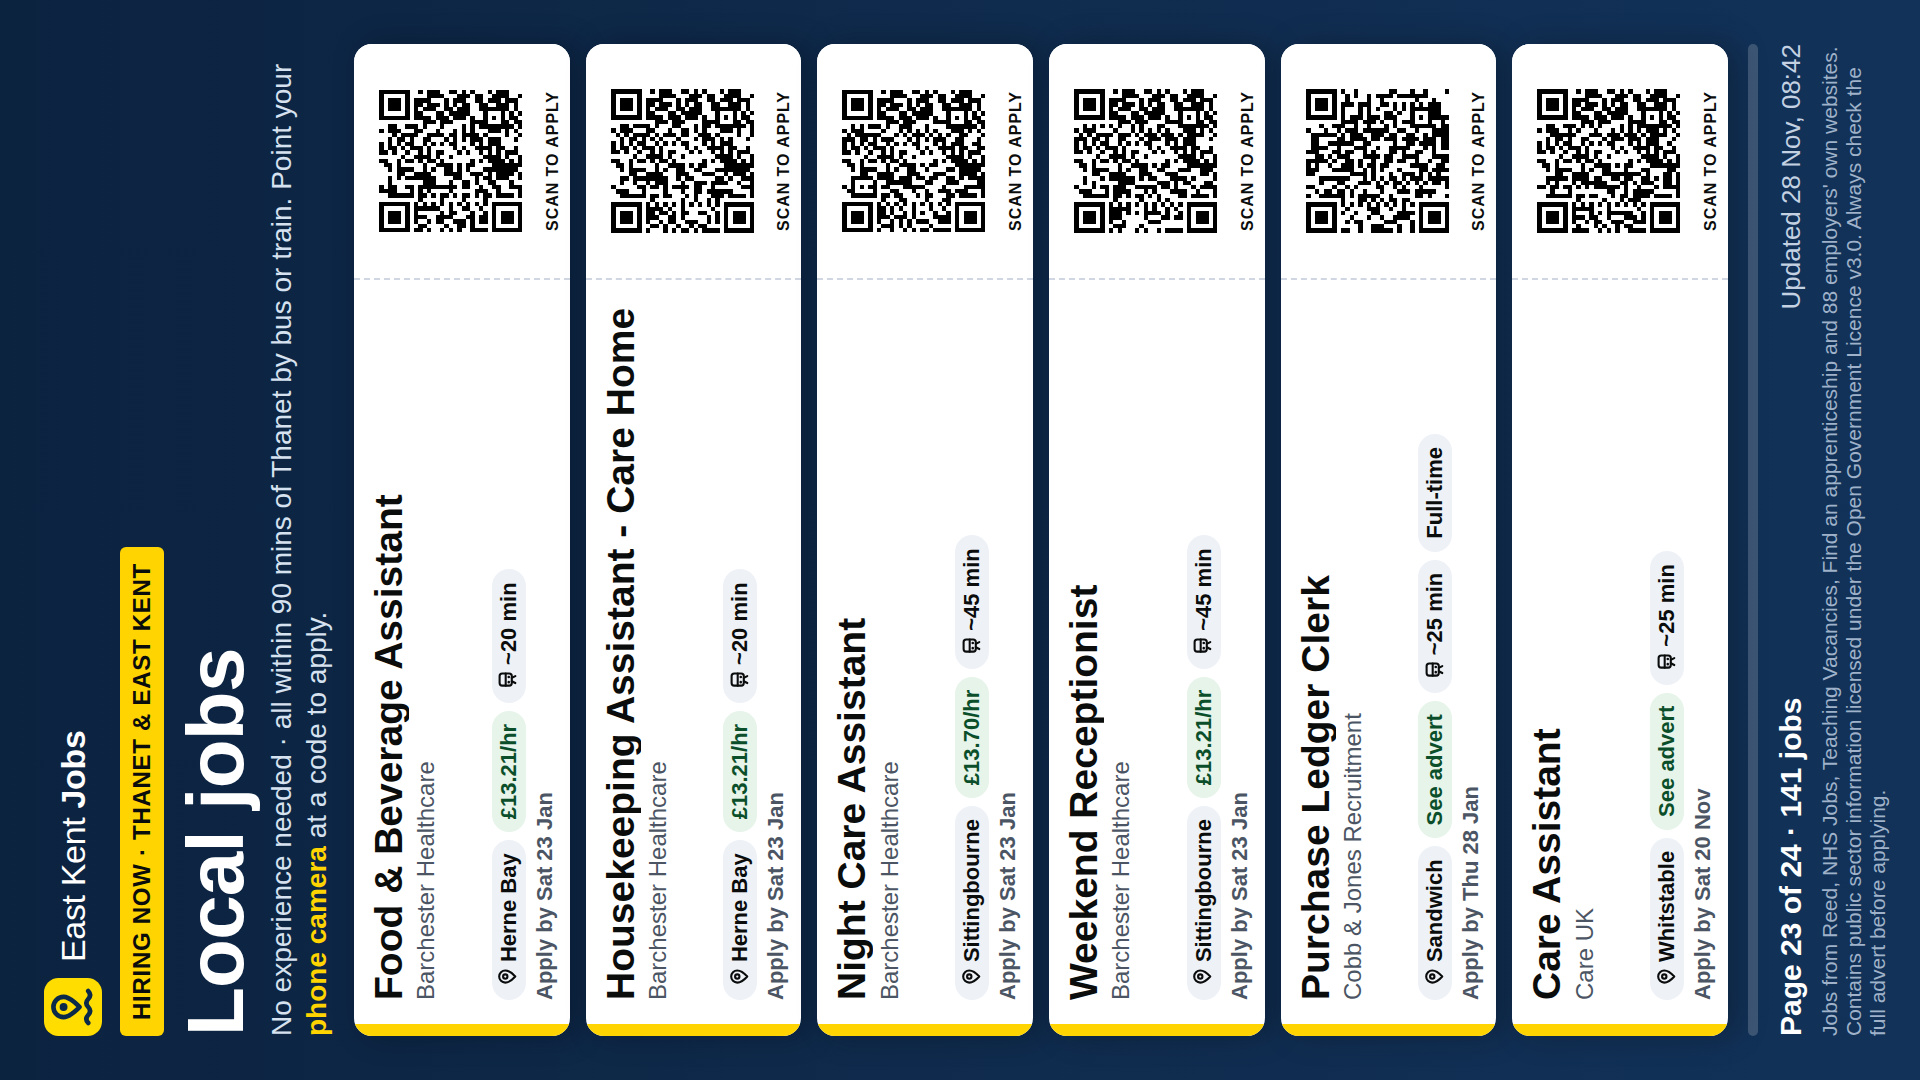 East Kent Jobs
HIRING NOW · THANET & EAST KENT
Local jobs
No experience needed · all within 90 mins of Thanet by bus or train. Point your
phone camera at a code to apply.
Food & Beverage Assistant
Barchester Healthcare
Herne Bay £13.21/hr ~20 min
Apply by Sat 23 Jan
SCAN TO APPLY
Housekeeping Assistant - Care Home
Barchester Healthcare
Herne Bay £13.21/hr ~20 min
Apply by Sat 23 Jan
SCAN TO APPLY
Night Care Assistant
Barchester Healthcare
Sittingbourne £13.70/hr ~45 min
Apply by Sat 23 Jan
SCAN TO APPLY
Weekend Receptionist
Barchester Healthcare
Sittingbourne £13.21/hr ~45 min
Apply by Sat 23 Jan
SCAN TO APPLY
Purchase Ledger Clerk
Cobb & Jones Recruitment
Sandwich See advert ~25 min Full-time
Apply by Thu 28 Jan
SCAN TO APPLY
Care Assistant
Care UK
Whitstable See advert ~25 min
Apply by Sat 20 Nov
SCAN TO APPLY
Page 23 of 24 · 141 jobs Updated 28 Nov, 08:42
Jobs from Reed, NHS Jobs, Teaching Vacancies, Find an apprenticeship and 88 employers' own websites.
Contains public sector information licensed under the Open Government Licence v3.0. Always check the
full advert before applying.